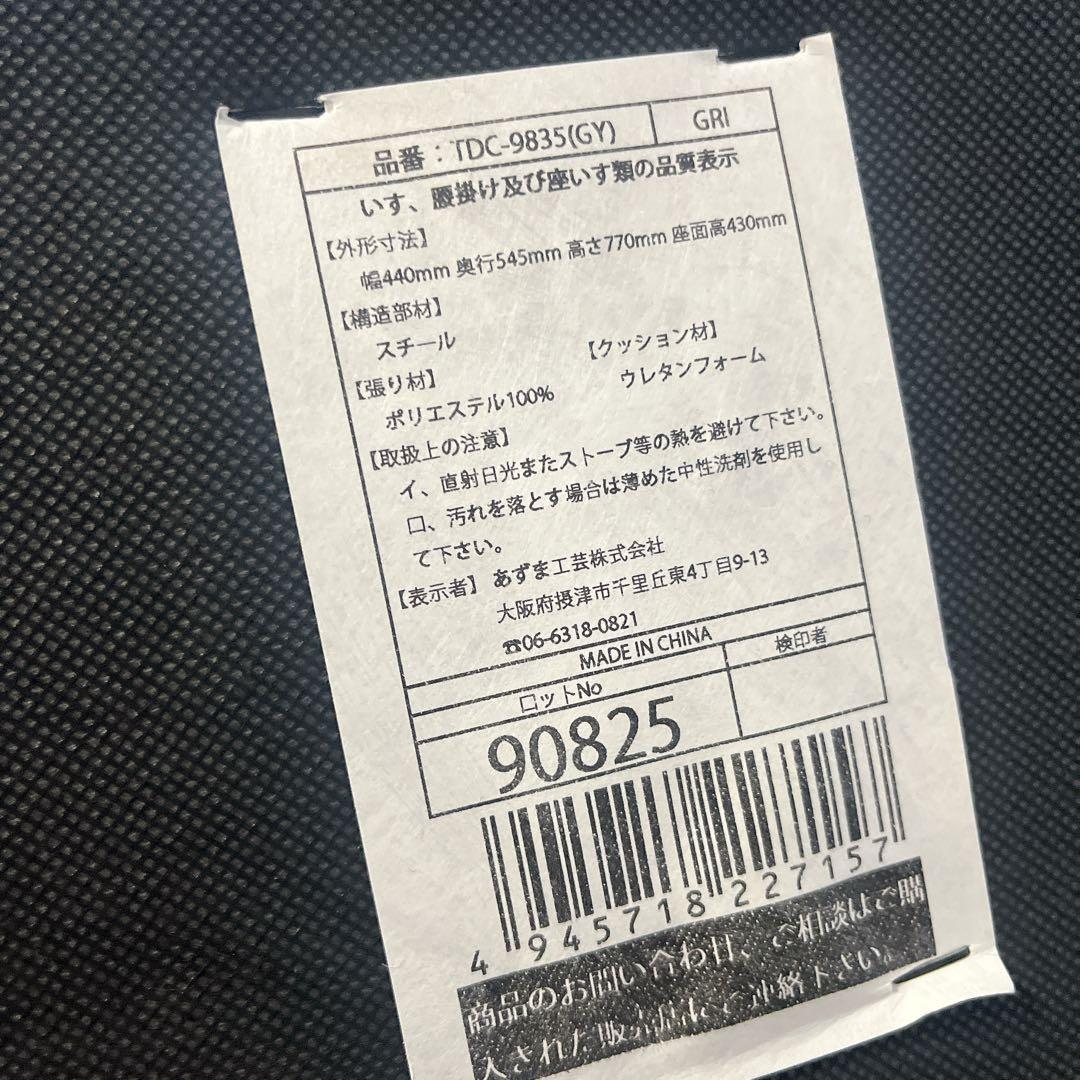 品番：TDC-9835(GY) GRI
いす、腰掛け及び座いす類の品質表示
【外形寸法】
幅440mm 奥行545mm 高さ770mm 座面高430mm
【構造部材】
スチール
【張り材】 【クッション材】
ポリエステル100% ウレタンフォーム
【取扱上の注意】
イ、直射日光またストーブ等の熱を避けて下さい。
ロ、汚れを落とす場合は薄めた中性洗剤を使用し
て下さい。
【表示者】 あずま工芸株式会社
大阪府摂津市千里丘東4丁目9-13
☎06-6318-0821
MADE IN CHINA
ロットNo 検印者
90825
4945718227157
商品のお問い合わせ、ご相談はご購
入された販売店にご連絡下さい。